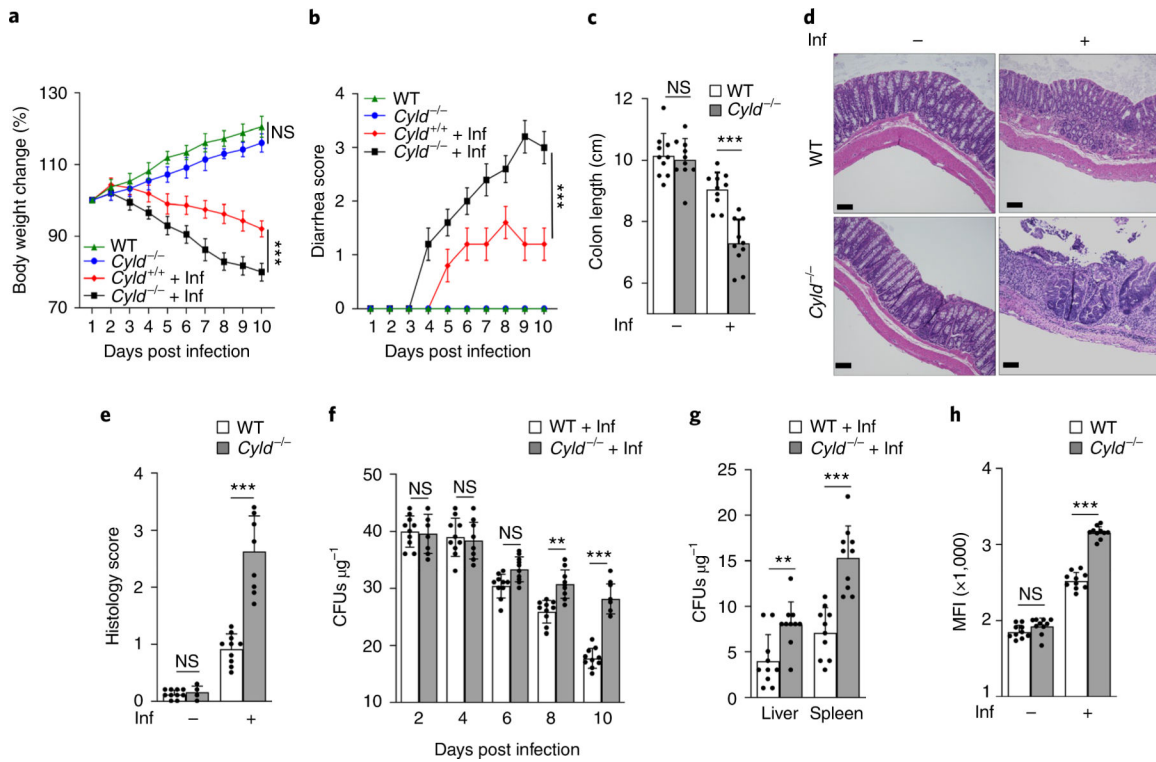 a
Body weight change (%)
130
110
90
70
NS
***
WT
Cyld−/−
Cyld+/+ + Inf
Cyld−/− + Inf
1 2 3 4 5 6 7 8 9 10
Days post infection
b
Diarrhea score
4
3
2
1
0
WT
Cyld−/−
Cyld+/+ + Inf
Cyld−/− + Inf
***
1 2 3 4 5 6 7 8 9 10
Days post infection
c
WT
Cyld−/−
Colon length (cm)
12
10
8
6
NS
***
Inf − +
d
Inf − +
WT
Cyld−/−
e
WT
Cyld−/−
Histology score
4
3
2
1
0
NS
***
Inf − +
f
WT + Inf
Cyld−/− + Inf
CFUs μg−1
50
40
30
20
10
NS NS NS ** ***
2 4 6 8 10
Days post infection
g
WT + Inf
Cyld−/− + Inf
CFUs μg−1
25
20
15
10
5
0
** ***
Liver Spleen
h
WT
Cyld−/−
MFI (×1,000)
4
3
2
1
NS
***
Inf − +